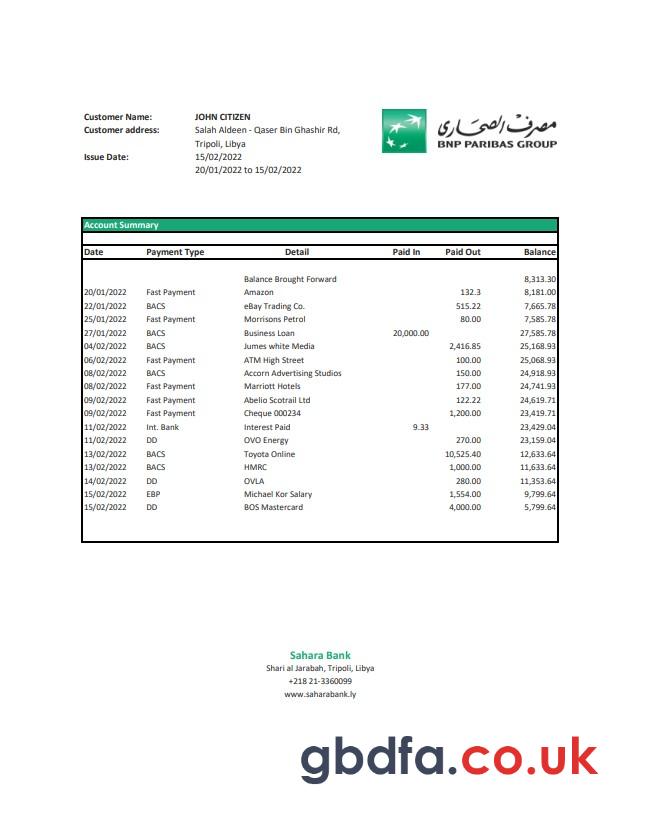 Customer Name: JOHN CITIZEN
Customer address: Salah Aldeen - Qaser Bin Ghashir Rd,
Tripoli, Libya
Issue Date: 15/02/2022
20/01/2022 to 15/02/2022
مصرف الصحاري
BNP PARIBAS GROUP
Account Summary
Date Payment Type Detail Paid In Paid Out Balance
Balance Brought Forward 8,313.30
20/01/2022 Fast Payment Amazon 132.3 8,181.00
22/01/2022 BACS eBay Trading Co. 515.22 7,665.78
25/01/2022 Fast Payment Morrisons Petrol 80.00 7,585.78
27/01/2022 BACS Business Loan 20,000.00 27,585.78
04/02/2022 BACS Jumes white Media 2,416.85 25,168.93
06/02/2022 Fast Payment ATM High Street 100.00 25,068.93
08/02/2022 BACS Accorn Advertising Studios 150.00 24,918.93
08/02/2022 Fast Payment Marriott Hotels 177.00 24,741.93
09/02/2022 Fast Payment Abelio Scotrail Ltd 122.22 24,619.71
09/02/2022 Fast Payment Cheque 000234 1,200.00 23,419.71
11/02/2022 Int. Bank Interest Paid 9.33 23,429.04
11/02/2022 DD OVO Energy 270.00 23,159.04
13/02/2022 BACS Toyota Online 10,525.40 12,633.64
13/02/2022 BACS HMRC 1,000.00 11,633.64
14/02/2022 DD OVLA 280.00 11,353.64
15/02/2022 EBP Michael Kor Salary 1,554.00 9,799.64
15/02/2022 DD BOS Mastercard 4,000.00 5,799.64
Sahara Bank
Shari al Jarabah, Tripoli, Libya
+218 21-3360099
www.saharabank.ly
gbdfa.co.uk